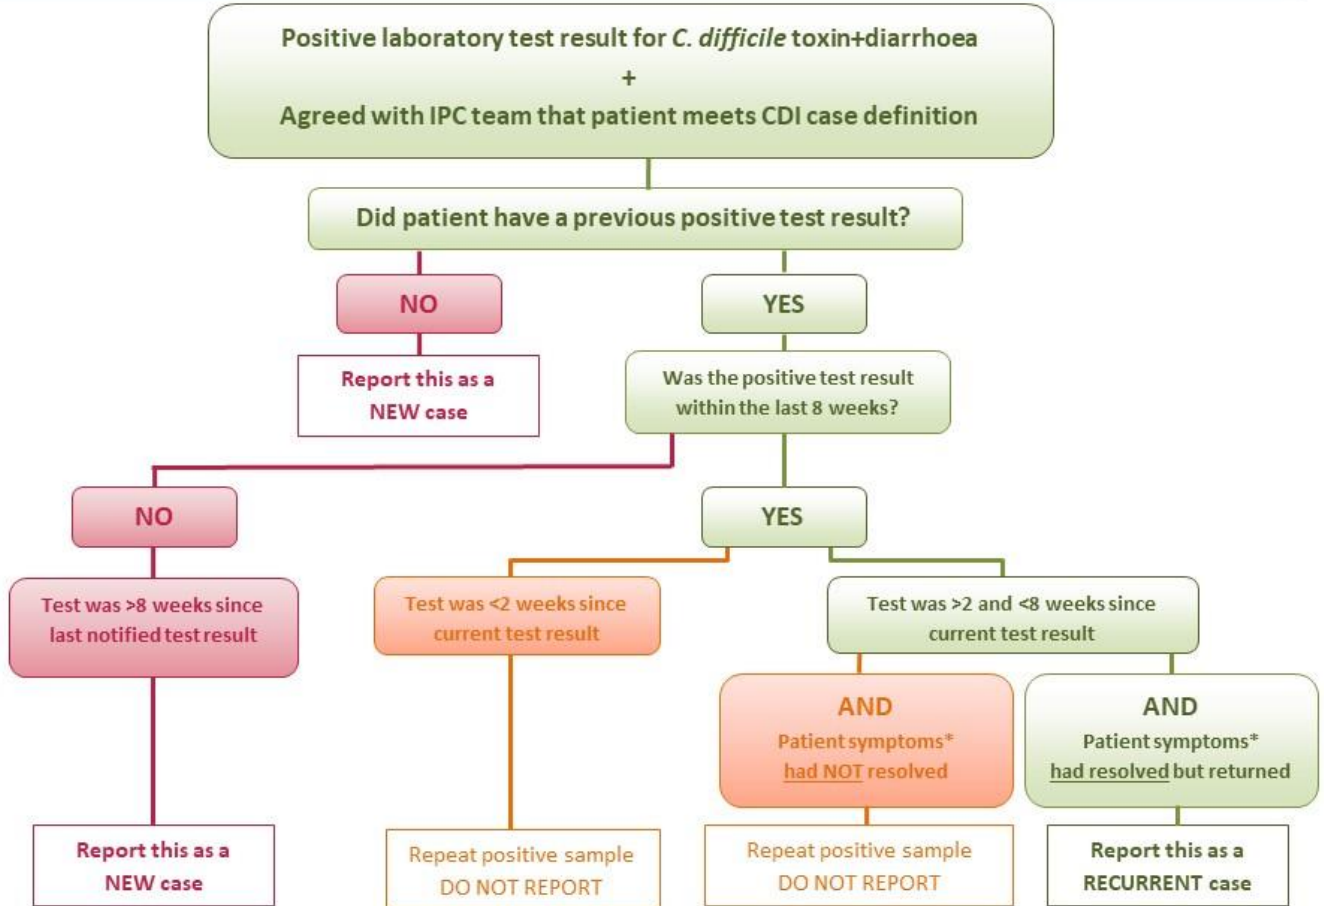 Positive laboratory test result for C. difficile toxin+diarrhoea
+
Agreed with IPC team that patient meets CDI case definition
Did patient have a previous positive test result?
NO
YES
Report this as a
NEW case
Was the positive test result
within the last 8 weeks?
NO
YES
Test was >8 weeks since
last notified test result
Test was <2 weeks since
current test result
Test was >2 and <8 weeks since
current test result
AND
Patient symptoms*
had NOT resolved
AND
Patient symptoms*
had resolved but returned
Report this as a
NEW case
Repeat positive sample
DO NOT REPORT
Repeat positive sample
DO NOT REPORT
Report this as a
RECURRENT case